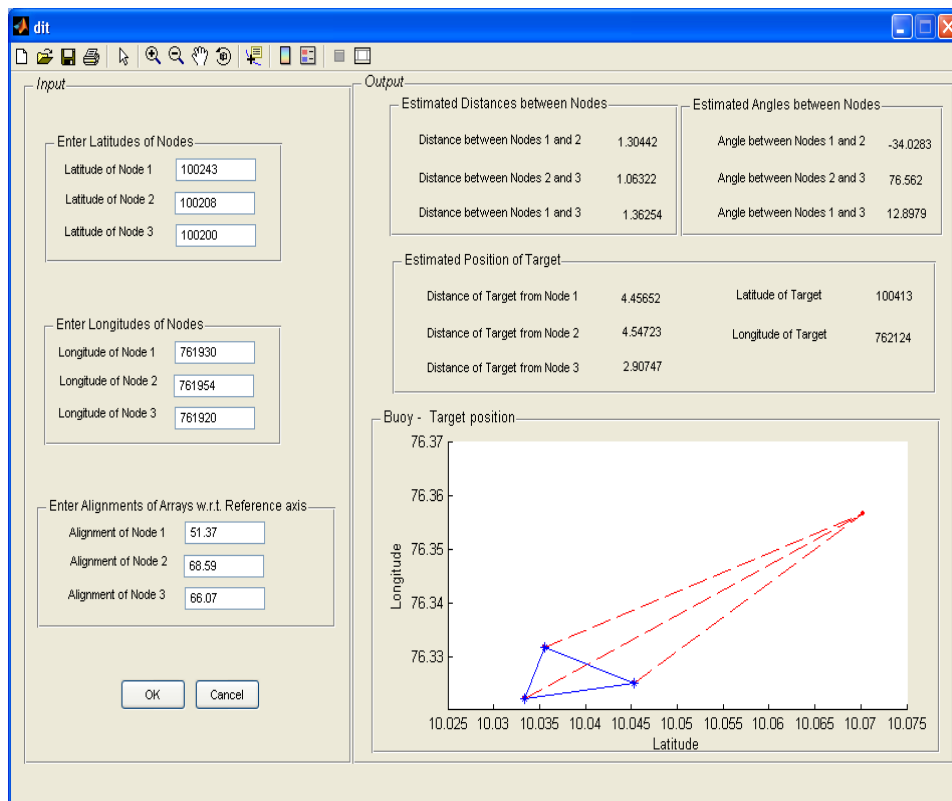 dit
Input
Enter Latitudes of Nodes
Latitude of Node 1 100243
Latitude of Node 2 100208
Latitude of Node 3 100200
Enter Longitudes of Nodes
Longitude of Node 1 761930
Longitude of Node 2 761954
Longitude of Node 3 761920
Enter Alignments of Arrays w.r.t. Reference axis
Alignment of Node 1 51.37
Alignment of Node 2 68.59
Alignment of Node 3 66.07
OK Cancel
Output
Estimated Distances between Nodes
Distance between Nodes 1 and 2 1.30442
Distance between Nodes 2 and 3 1.06322
Distance between Nodes 1 and 3 1.36254
Estimated Angles between Nodes
Angle between Nodes 1 and 2 -34.0283
Angle between Nodes 2 and 3 76.562
Angle between Nodes 1 and 3 12.8979
Estimated Position of Target
Distance of Target from Node 1 4.45652
Distance of Target from Node 2 4.54723
Distance of Target from Node 3 2.90747
Latitude of Target 100413
Longitude of Target 762124
Buoy - Target position
76.37
76.36
76.35
76.34
76.33
Longitude
10.025 10.03 10.035 10.04 10.045 10.05 10.055 10.06 10.065 10.07 10.075
Latitude